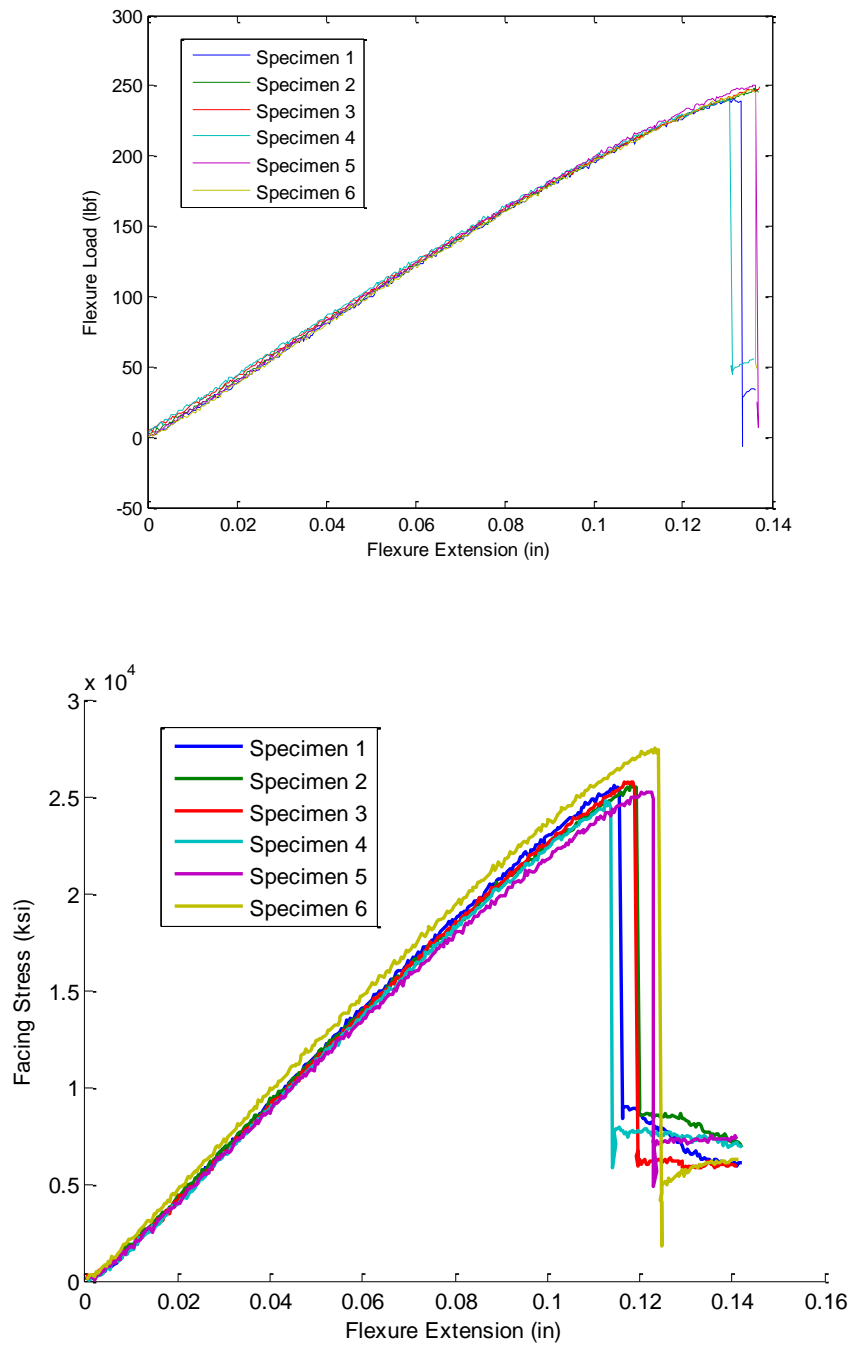 300
250
200
150
100
50
0
-50
Flexure Load (lbf)
Specimen 1
Specimen 2
Specimen 3
Specimen 4
Specimen 5
Specimen 6
0 0.02 0.04 0.06 0.08 0.1 0.12 0.14
Flexure Extension (in)
x 10^4
3
2.5
2
1.5
1
0.5
0
Facing Stress (ksi)
Specimen 1
Specimen 2
Specimen 3
Specimen 4
Specimen 5
Specimen 6
0 0.02 0.04 0.06 0.08 0.1 0.12 0.14 0.16
Flexure Extension (in)